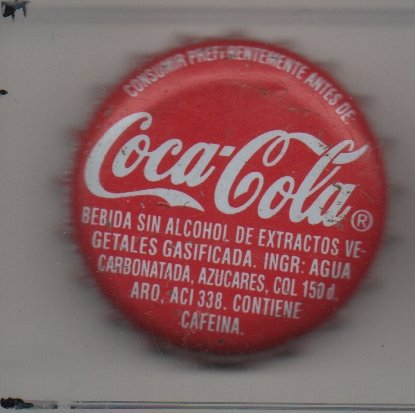 CONSUMIR PREFERENTEMENTE ANTES DE:
Coca-Cola®
BEBIDA SIN ALCOHOL DE EXTRACTOS VE-
GETALES GASIFICADA. INGR: AGUA
CARBONATADA, AZUCARES, COL 150 d,
ARO, ACI 338. CONTIENE
CAFEINA.